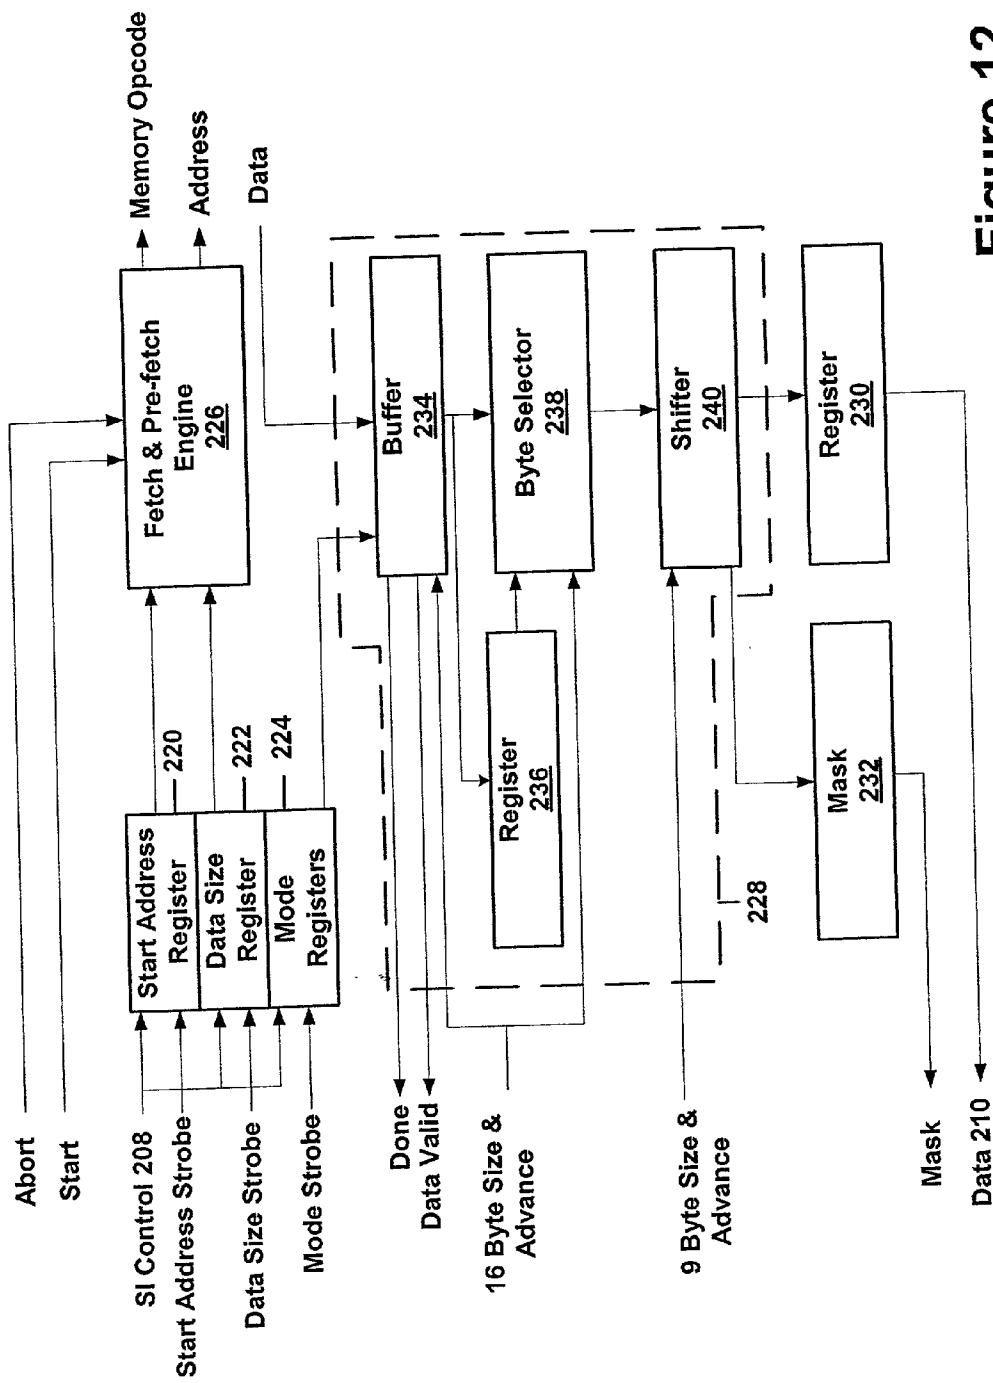 Abort
Start
SI Control 208
Start Address Strobe
Data Size Strobe
Mode Strobe
Start Address
Register
220
Data Size
Register
222
Mode
Registers
224
Fetch & Pre-fetch
Engine
226
Memory Opcode
Address
Data
Done
Data Valid
16 Byte Size &
Advance
9 Byte Size &
Advance
Buffer
234
Register
236
Byte Selector
238
Shifter
240
228
Mask
232
Register
230
Mask
Data 210
Figure 12